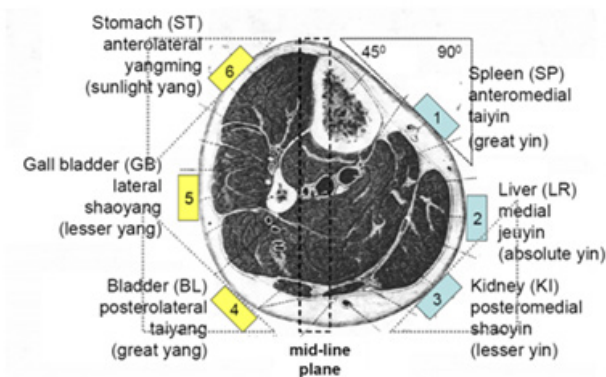 Stomach (ST)
anterolateral
yangming
(sunlight yang)
6
45º
90º
Spleen (SP)
anteromedial
taiyin
(great yin)
1
Gall bladder (GB)
lateral
shaoyang
(lesser yang)
5
Liver (LR)
medial
jeuyin
(absolute yin)
2
Bladder (BL)
posterolateral
taiyang
(great yang)
4
Kidney (KI)
posteromedial
shaoyin
(lesser yin)
3
mid-line
plane